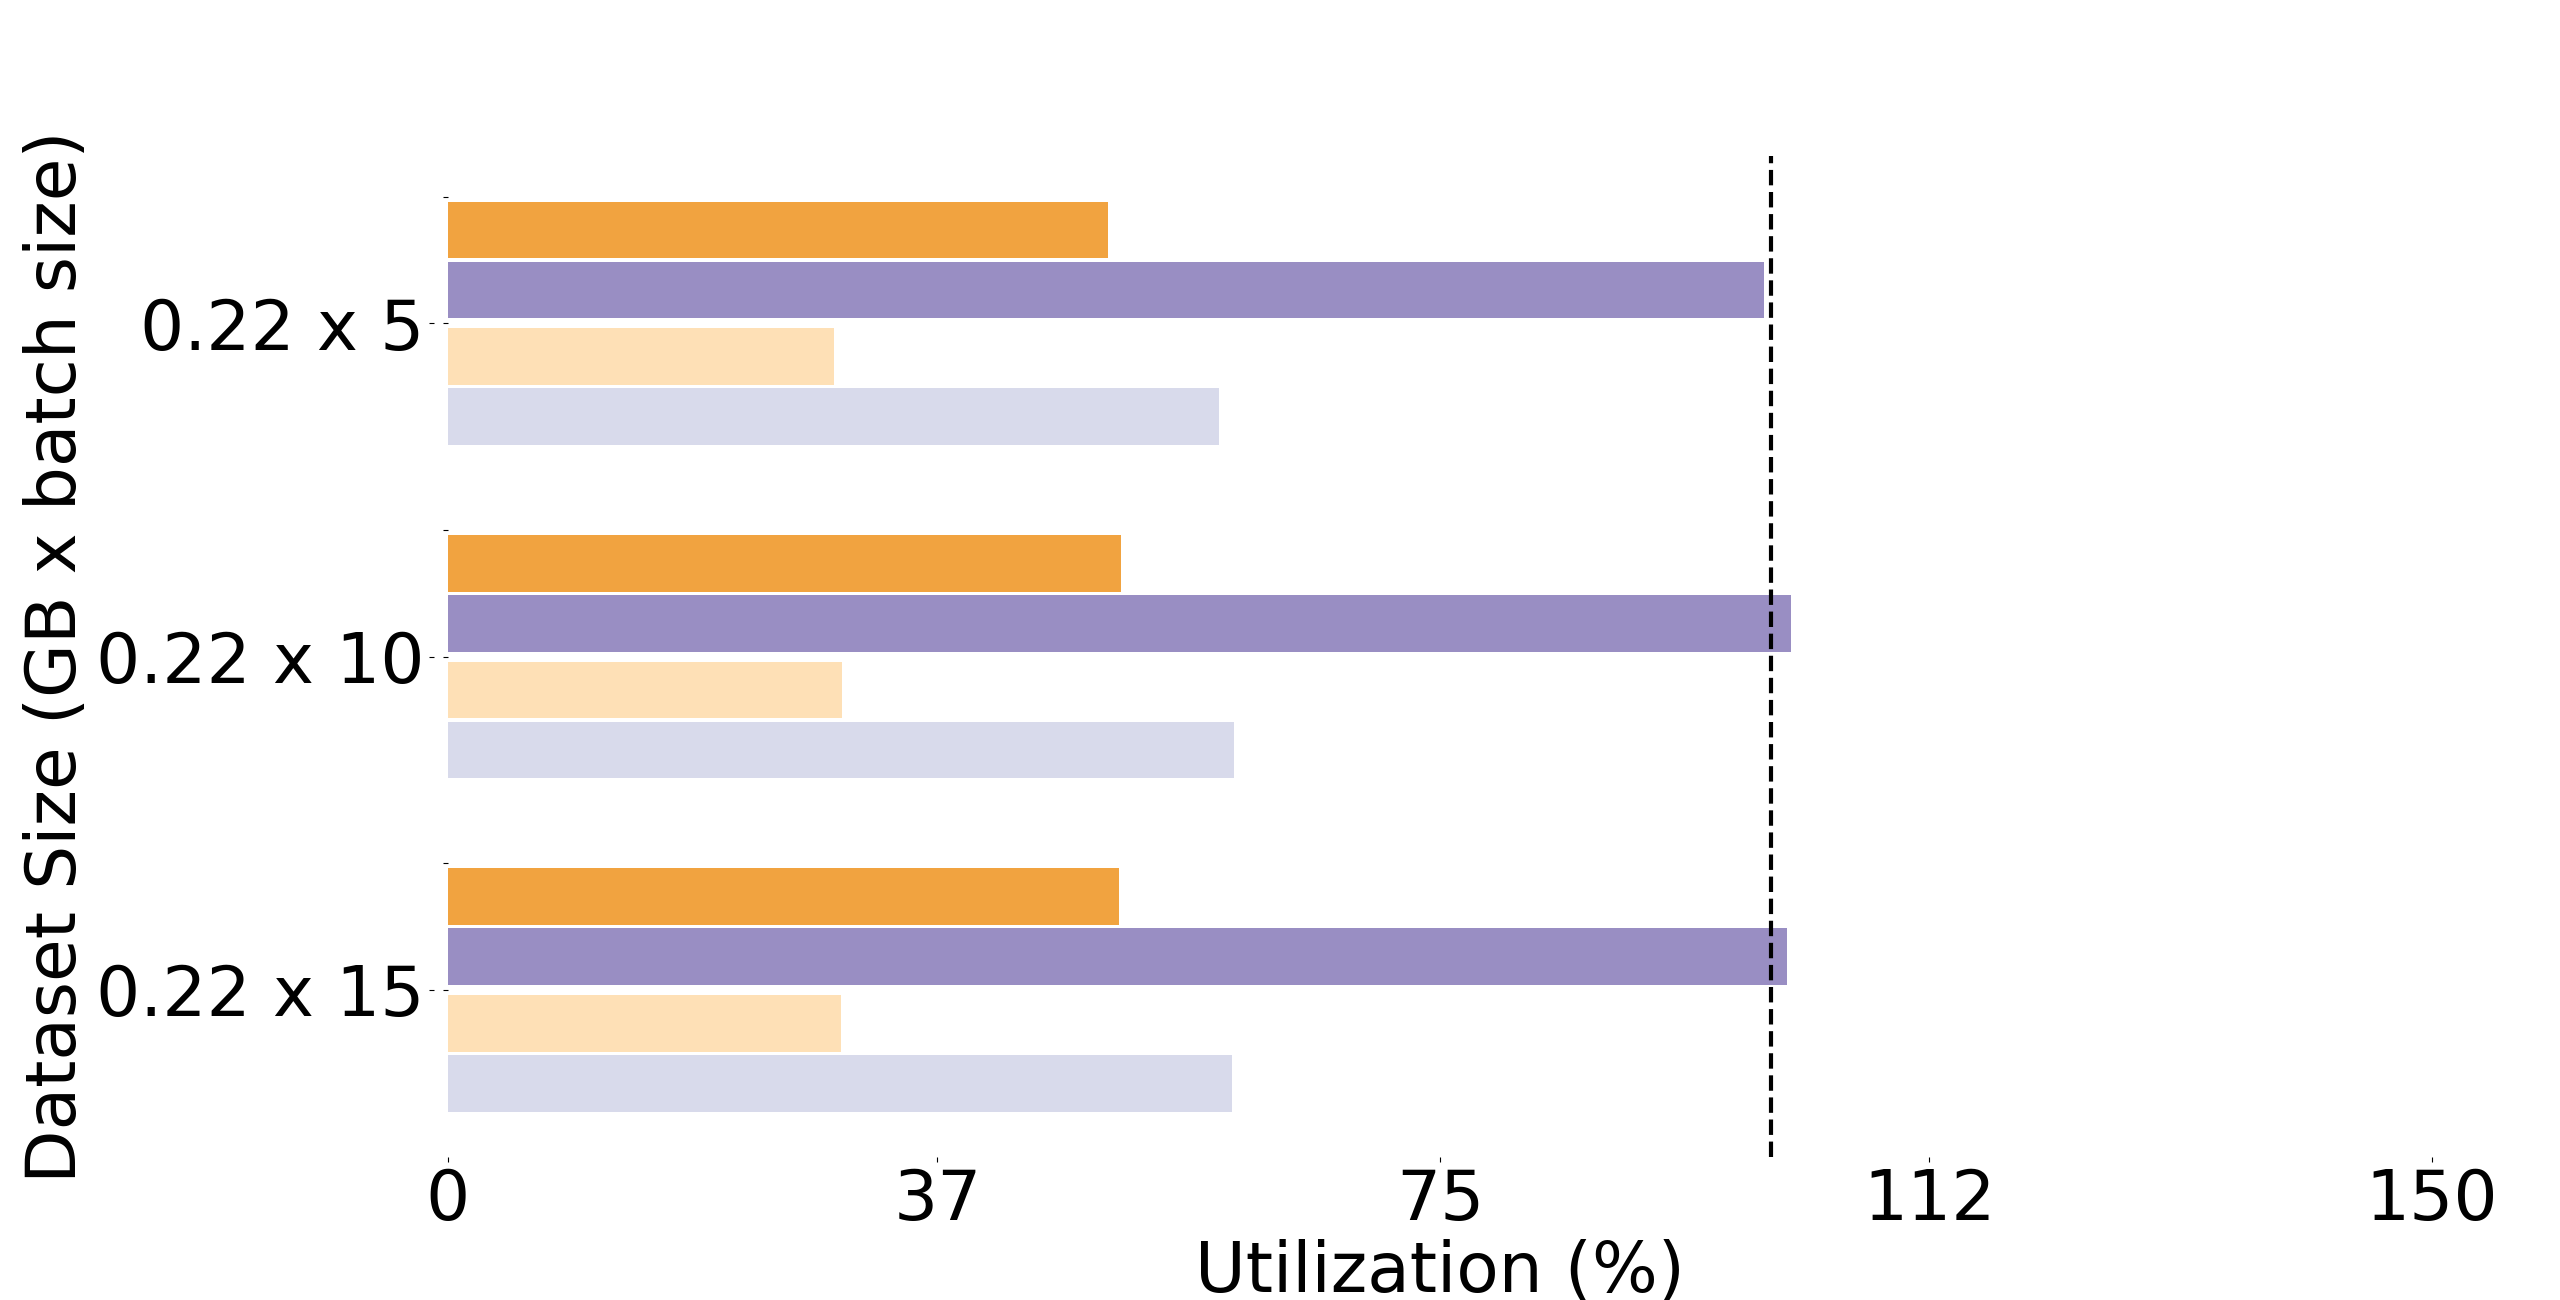 Dataset Size (GB x batch size)
0.22 x 5
0.22 x 10
0.22 x 15
0 37 75 112 150
Utilization (%)